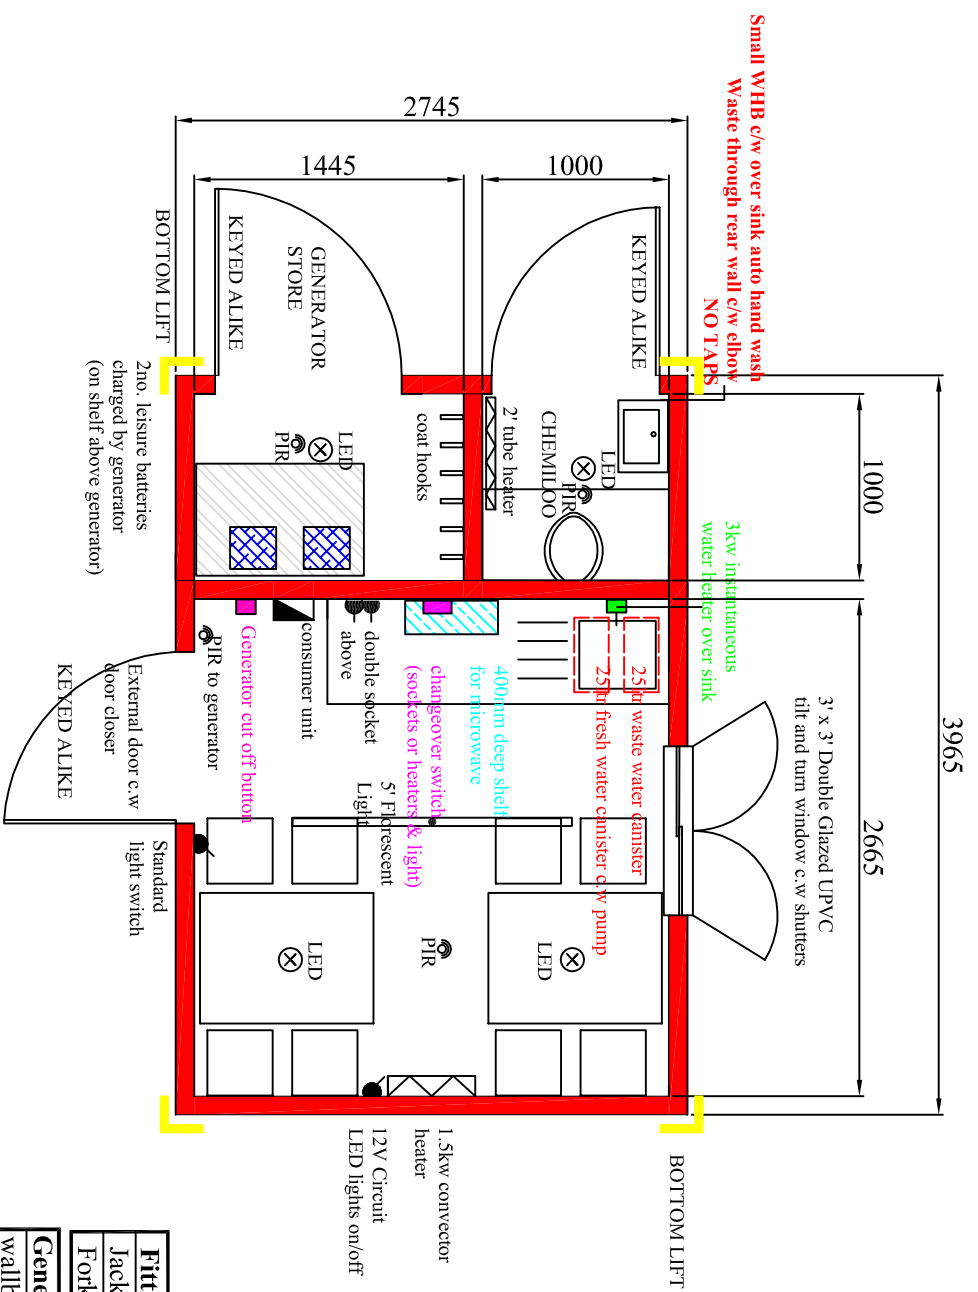 Small WHB c/w over sink auto hand wash
Waste through rear wall c/w elbow
NO TAPS
3kw instantaneous
water heater over sink
3' x 3' Double Glazed UPVC
tilt and turn window c.w shutters
3965
1000
2665
2745
1445
1000
KEYED ALIKE
GENERATOR
STORE
KEYED ALIKE
BOTTOM LIFT
2no. leisure batteries
charged by generator
(on shelf above generator)
LED
PIR
CHEMILOO
2' tube heater
coat hooks
LED
PIR
25ltr waste water canister
25ltr fresh water canister c.w pump
400mm deep shelf
for microwave
changeover switch
(sockets or heaters & light)
double socket
above
consumer unit
Generator cut off button
PIR to generator
External door c.w
door closer
KEYED ALIKE
5' Florescent
Light
Standard
light switch
LED
PIR
LED
1.5kw convector
heater
12V Circuit
LED lights on/off
BOTTOM LIFT
Fitt
Jack
Fork
Gene
wallb